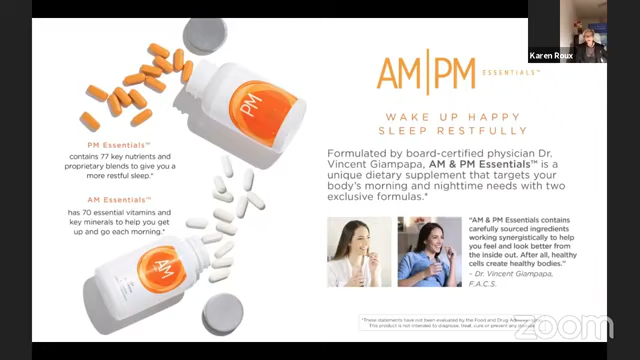 Karen Roux
AM|PM ESSENTIALS™
WAKE UP HAPPY
SLEEP RESTFULLY
PM
PM Essentials™
contains 77 key nutrients and
proprietary blends to give you a
more restful sleep.*
AM Essentials™
has 70 essential vitamins and
key minerals to help you get
up and go each morning.*
AM
Formulated by board-certified physician Dr.
Vincent Giampapa, AM & PM Essentials™ is a
unique dietary supplement that targets your
body's morning and nighttime needs with two
exclusive formulas.*
"AM & PM Essentials contains
carefully sourced ingredients
working synergistically to help
you feel and look better from
the inside out. After all, healthy
cells create healthy bodies."
– Dr. Vincent Giampapa,
F.A.C.S.
*These statements have not been evaluated by the Food and Drug
This product is not intended to diagnose, treat, cure or prevent any
zoom